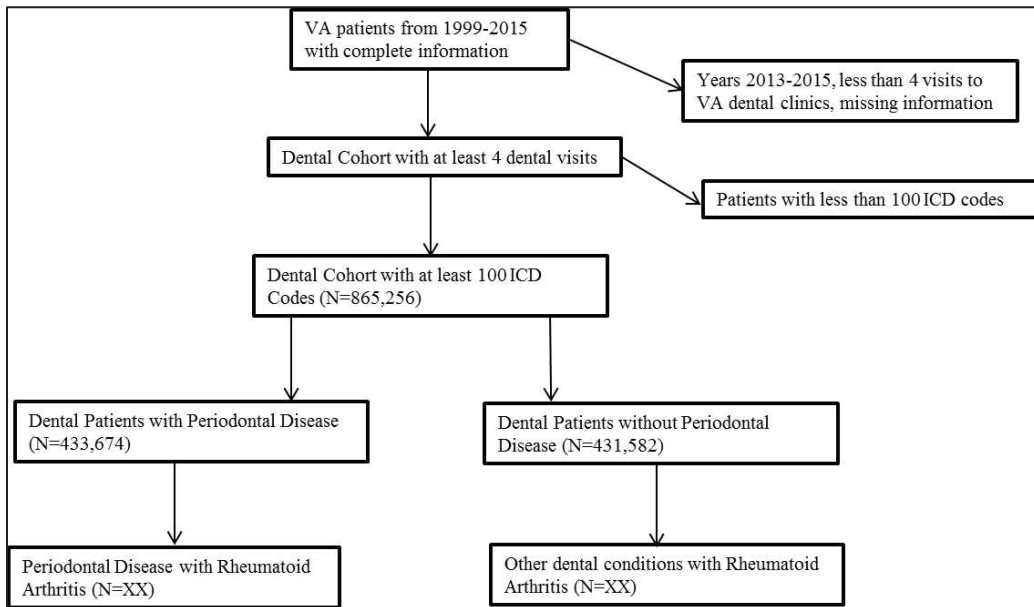 VA patients from 1999-2015
with complete information
Years 2013-2015, less than 4 visits to
VA dental clinics, missing information
Dental Cohort with at least 4 dental visits
Patients with less than 100 ICD codes
Dental Cohort with at least 100 ICD
Codes (N=865,256)
Dental Patients with Periodontal Disease
(N=433,674)
Dental Patients without Periodontal
Disease (N=431,582)
Periodontal Disease with Rheumatoid
Arthritis (N=XX)
Other dental conditions with Rheumatoid
Arthritis (N=XX)